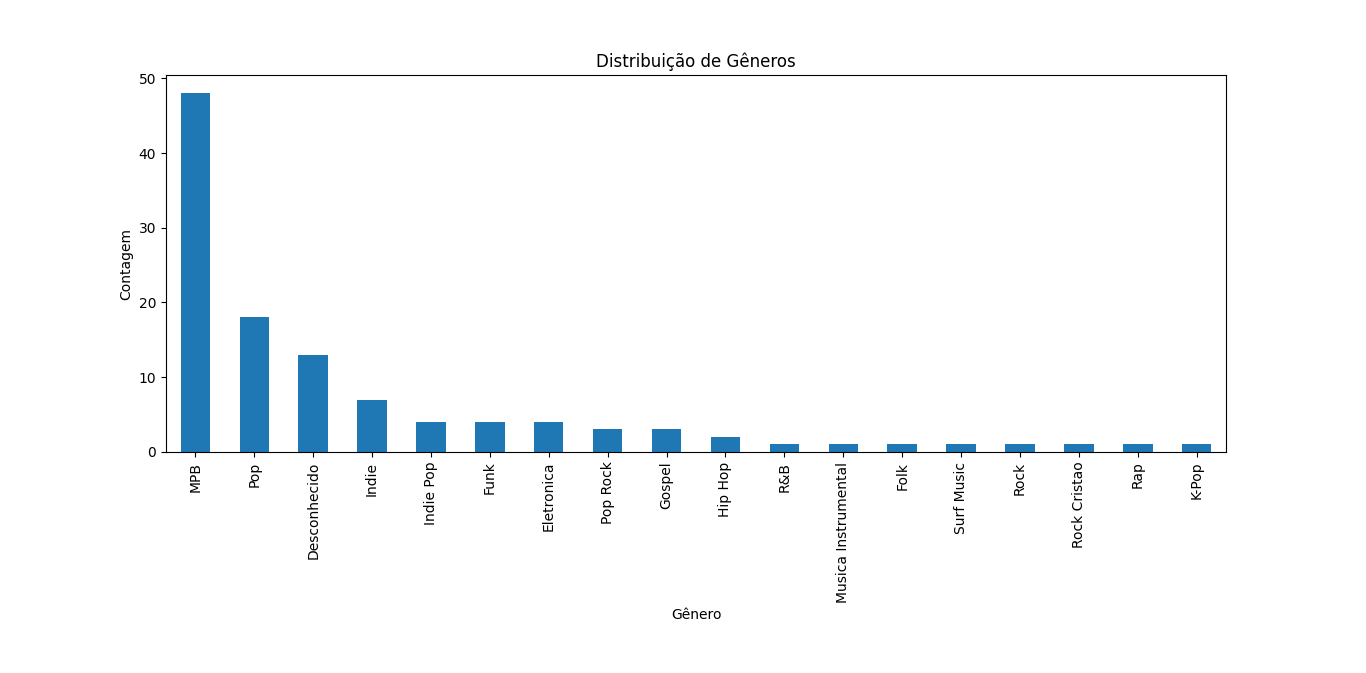 Distribuição de Gêneros
50
40
30
20
10
0
Contagem
MPB
Pop
Desconhecido
Indie
Indie Pop
Funk
Eletronica
Pop Rock
Gospel
Hip Hop
R&B
Musica Instrumental
Folk
Surf Music
Rock
Rock Cristao
Rap
K-Pop
Gênero